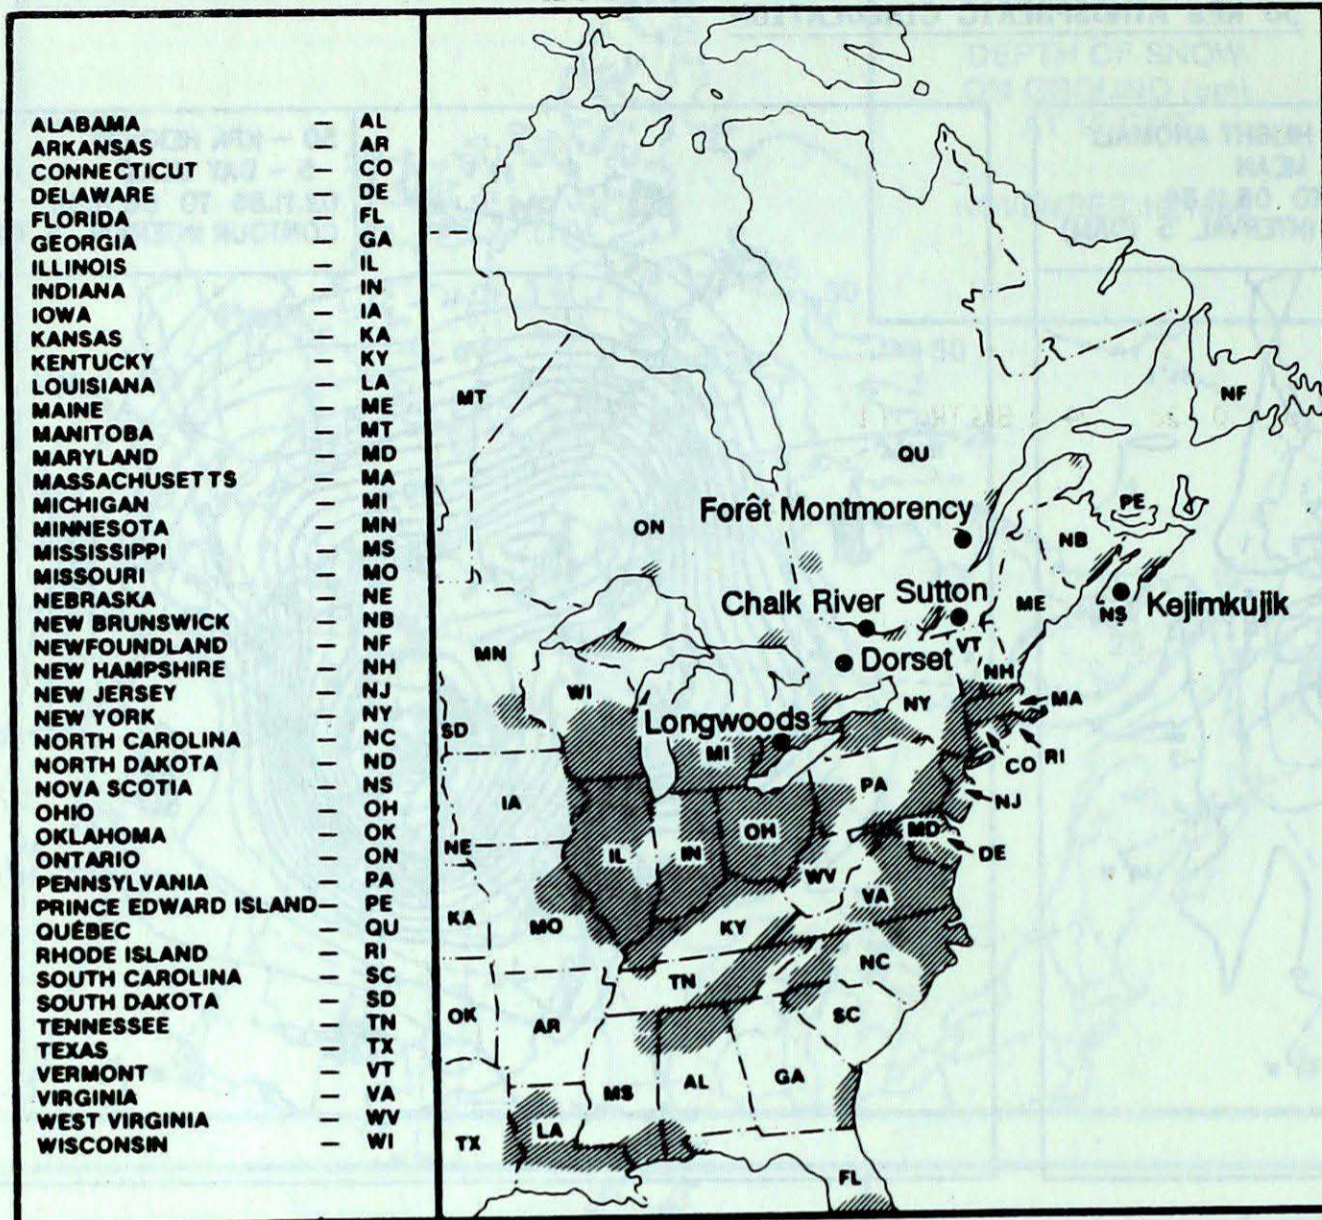 ALABAMA — AL
ARKANSAS — AR
CONNECTICUT — CO
DELAWARE — DE
FLORIDA — FL
GEORGIA — GA
ILLINOIS — IL
INDIANA — IN
IOWA — IA
KANSAS — KA
KENTUCKY — KY
LOUISIANA — LA
MAINE — ME
MANITOBA — MT
MARYLAND — MD
MASSACHUSETTS — MA
MICHIGAN — MI
MINNESOTA — MN
MISSISSIPPI — MS
MISSOURI — MO
NEBRASKA — NE
NEW BRUNSWICK — NB
NEWFOUNDLAND — NF
NEW HAMPSHIRE — NH
NEW JERSEY — NJ
NEW YORK — NY
NORTH CAROLINA — NC
NORTH DAKOTA — ND
NOVA SCOTIA — NS
OHIO — OH
OKLAHOMA — OK
ONTARIO — ON
PENNSYLVANIA — PA
PRINCE EDWARD ISLAND — PE
QUÉBEC — QU
RHODE ISLAND — RI
SOUTH CAROLINA — SC
SOUTH DAKOTA — SD
TENNESSEE — TN
TEXAS — TX
VERMONT — VT
VIRGINIA — VA
WEST VIRGINIA — WV
WISCONSIN — WI
MT
NF
QU
ON
Forêt Montmorency
PE
NB
Chalk River
Sutton
ME
NS
Kejimkujik
MN
VT
Dorset
NH
WI
NY
MA
SD
Longwoods
MI
CO
RI
IA
PA
NJ
NE
IL
IN
OH
MD
DE
WV
VA
KA
MO
KY
NC
TN
OK
AR
SC
MS
AL
GA
TX
LA
FL